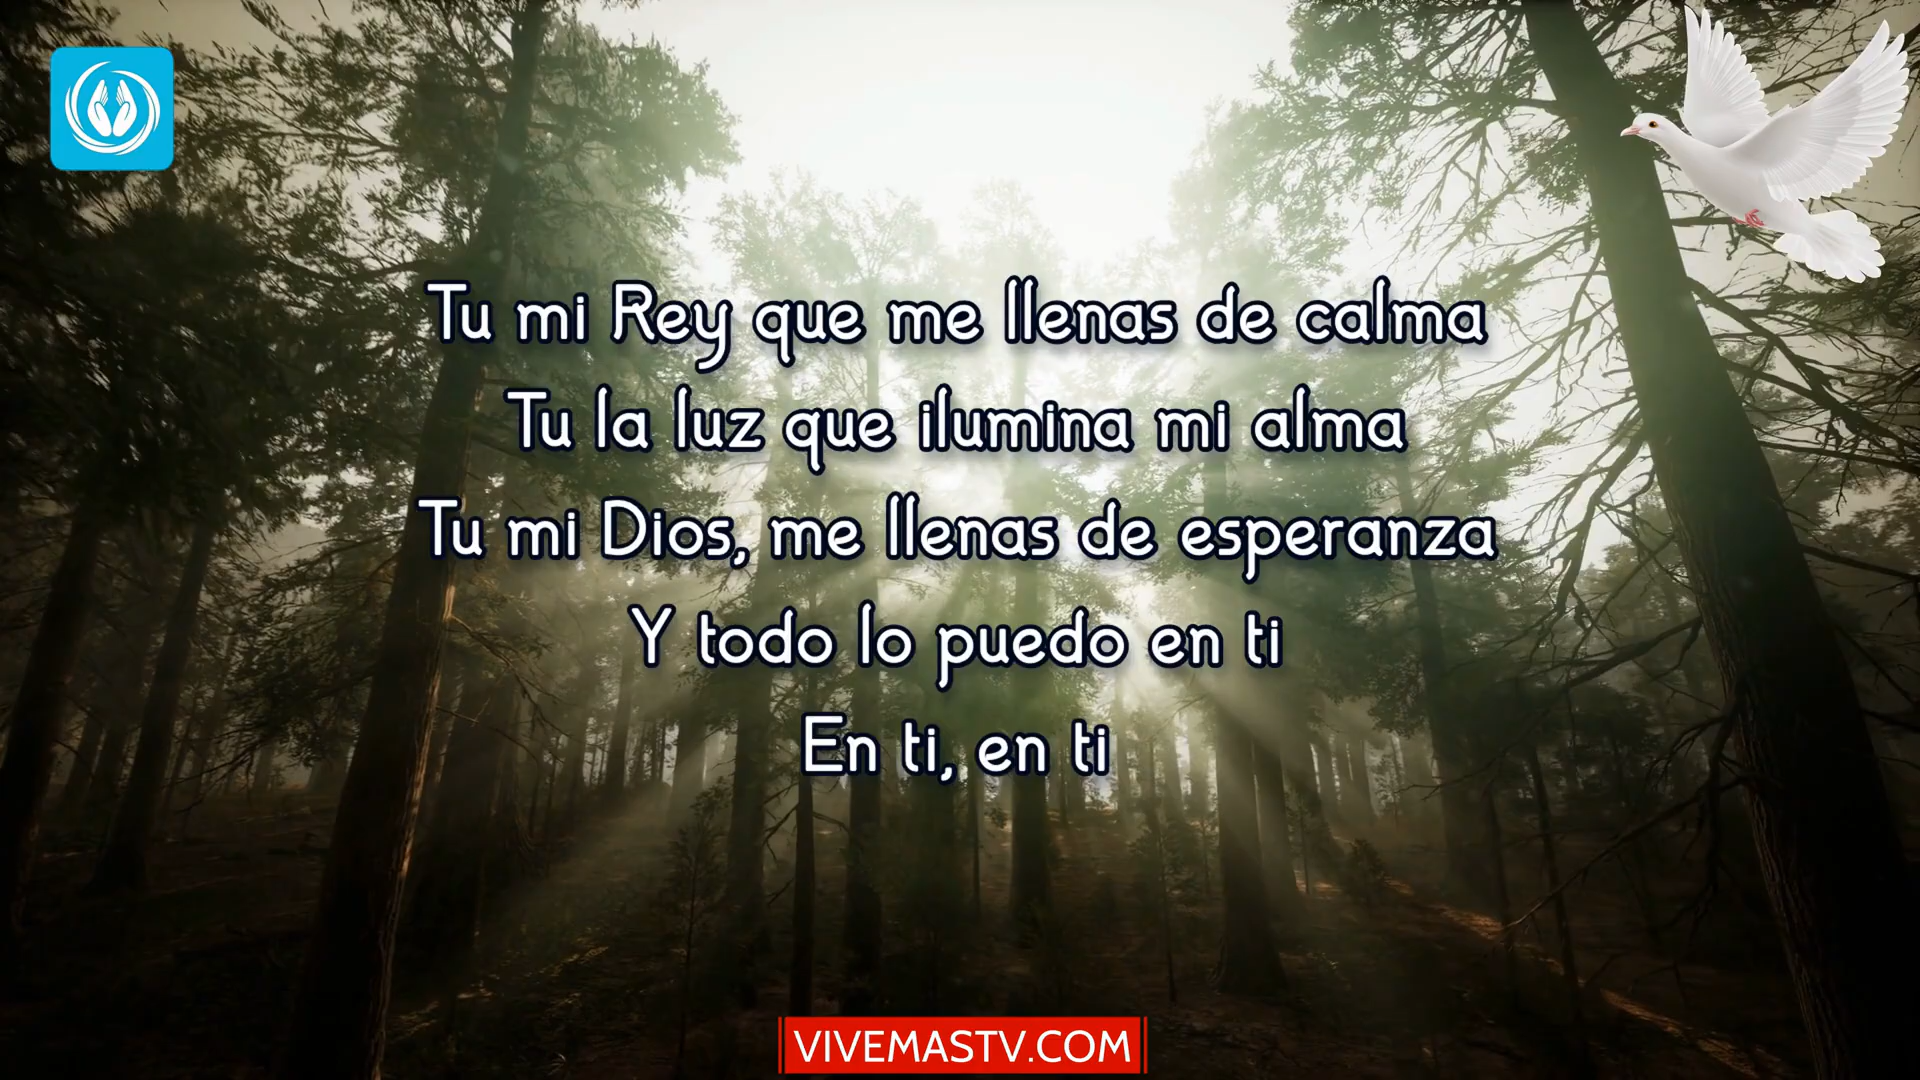 Tu mi Rey que me llenas de calma
Tu la luz que ilumina mi alma
Tu mi Dios, me llenas de esperanza
Y todo lo puedo en ti
En ti, en ti
VIVEMASTV.COM